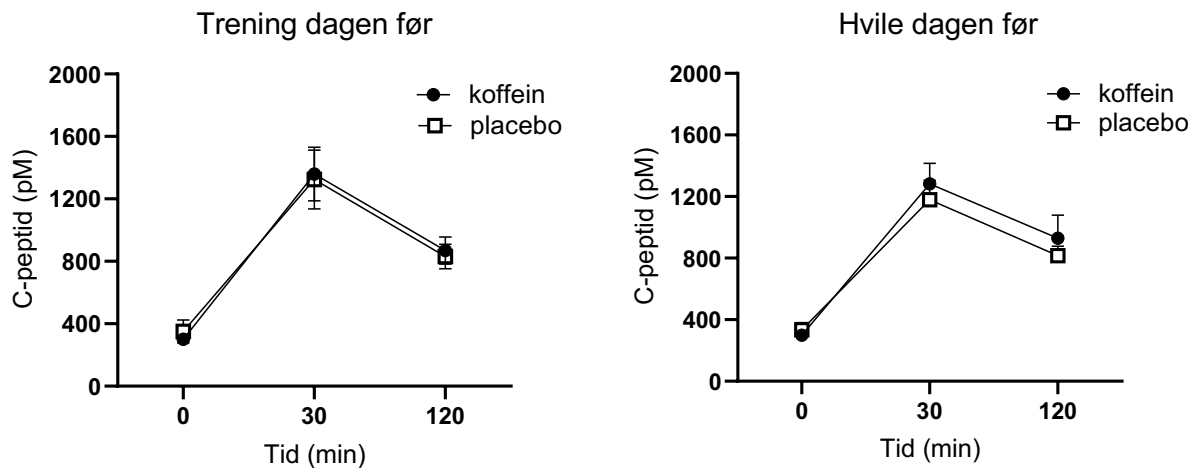 Trening dagen før
C-peptid (pM)
2000
1600
1200
800
400
0
koffein
placebo
0 30 120
Tid (min)
Hvile dagen før
C-peptid (pM)
2000
1600
1200
800
400
0
koffein
placebo
0 30 120
Tid (min)